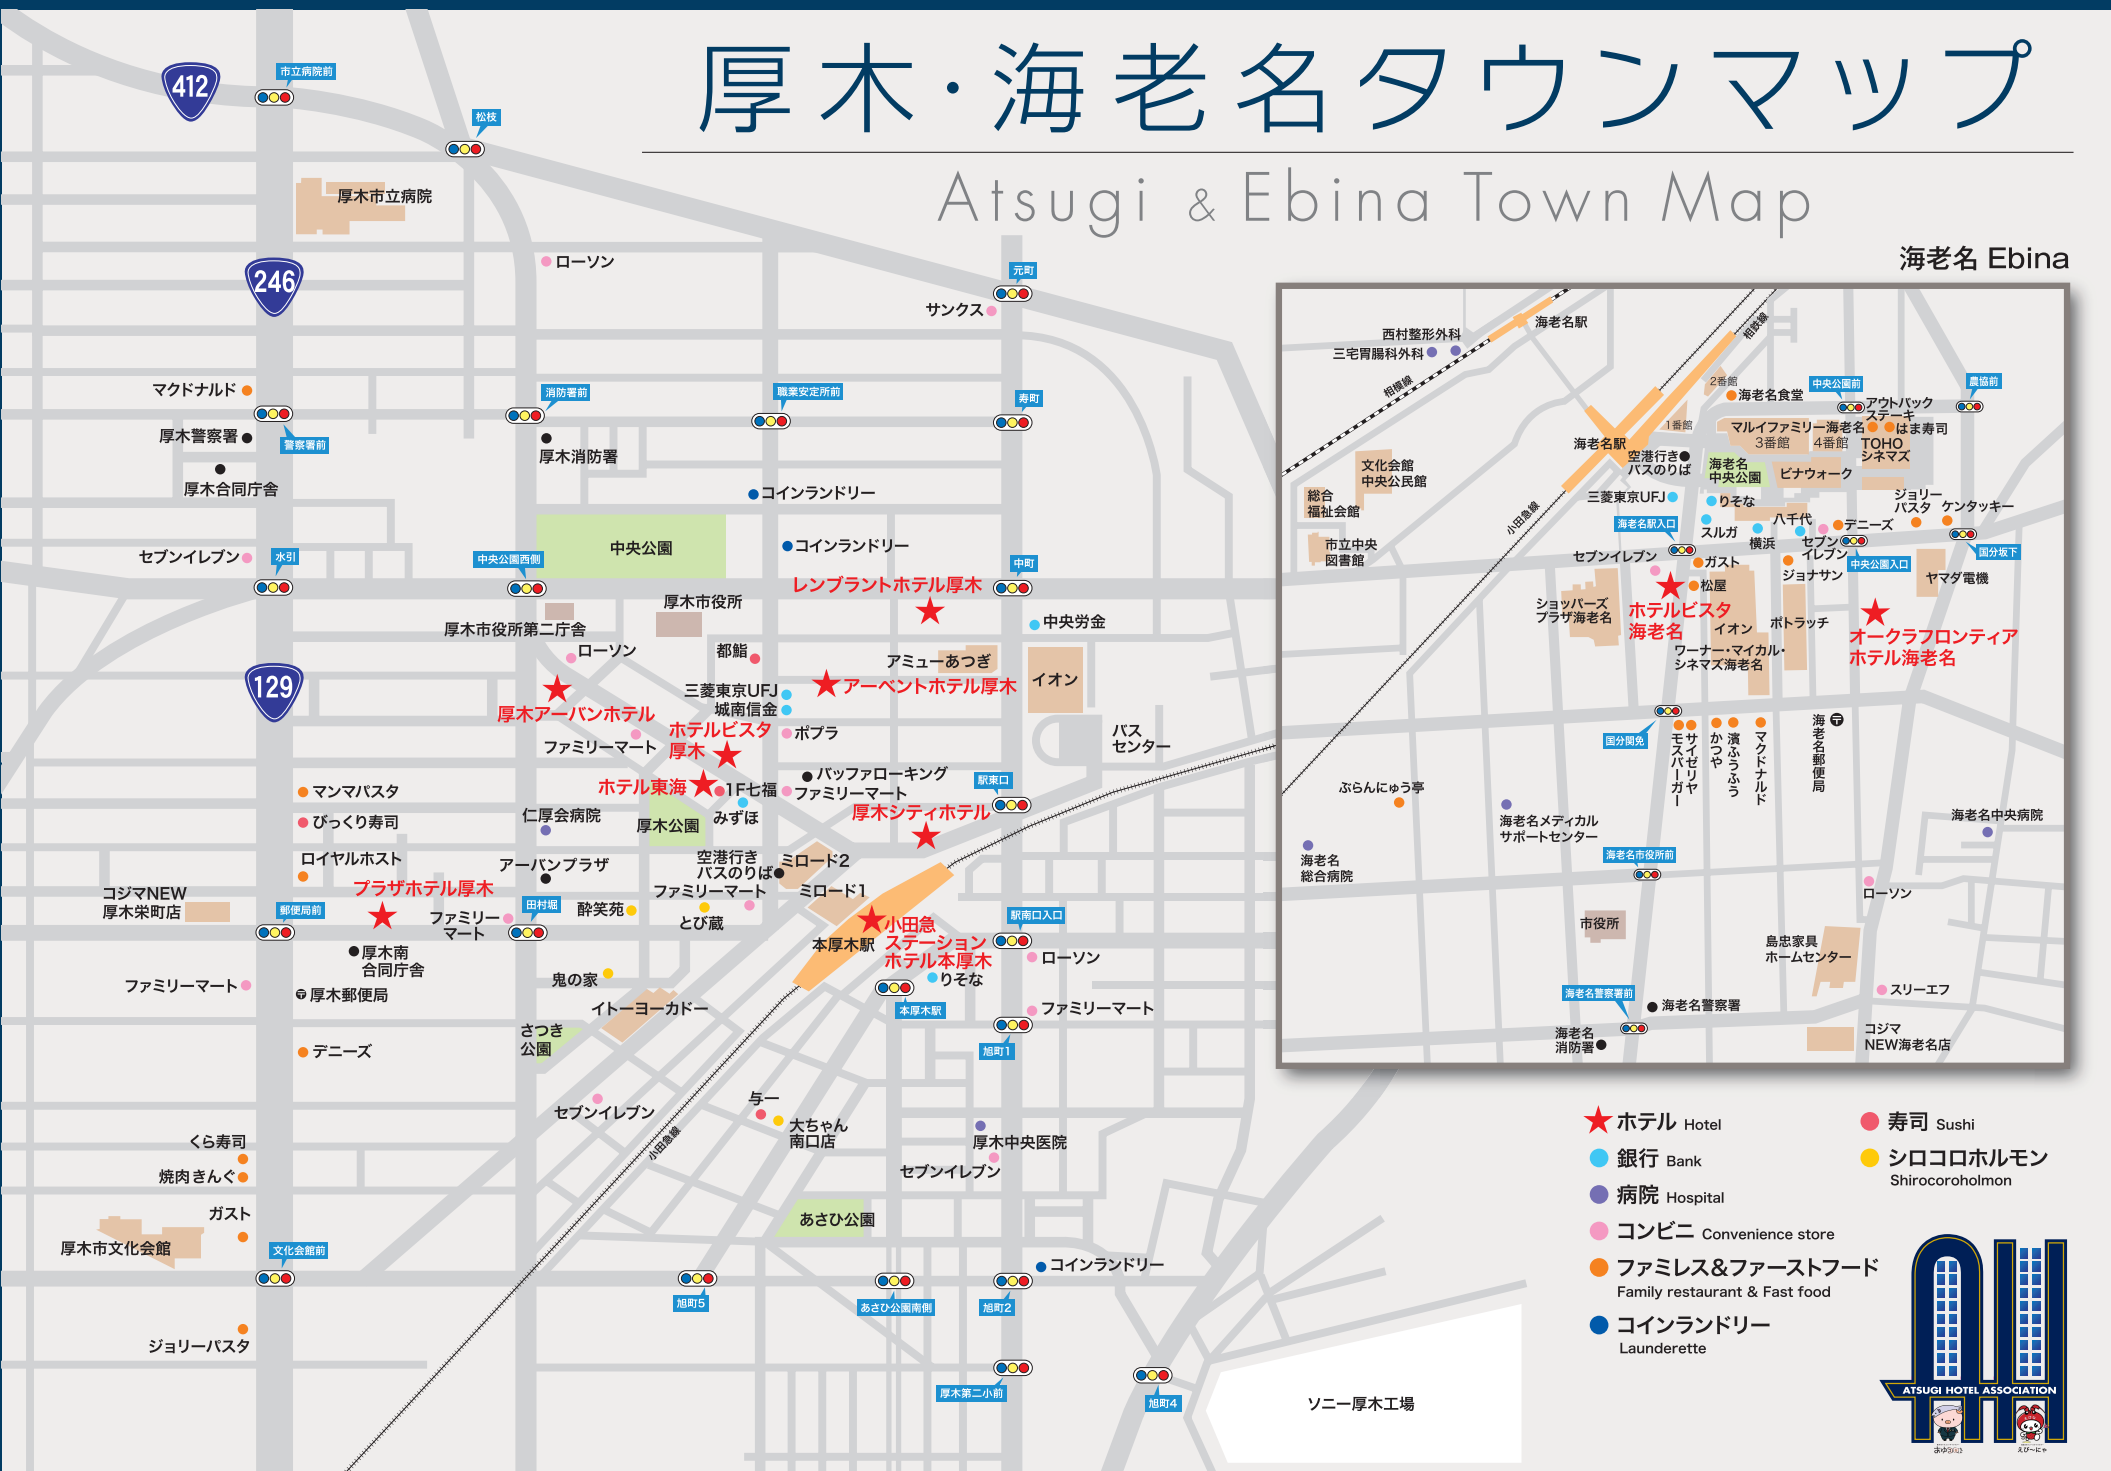 厚木・海老名タウンマップ
Atsugi & Ebina Town Map
海老名 Ebina
412
市立病院前
松枝
厚木市立病院
246
ローソン
元町
サンクス
マクドナルド
消防署前
職業安定所前
寿町
警察署前
厚木警察署
厚木消防署
厚木合同庁舎
コインランドリー
セブンイレブン
水引
中央公園西側
中央公園
コインランドリー
中町
レンブラントホテル厚木
厚木市役所
中央労金
厚木市役所第二庁舎
ローソン
都鮨
アミューあつぎ
イオン
129
三菱東京UFJ
アーベントホテル厚木
城南信金
厚木アーバンホテル
ホテルビスタ
厚木
ポプラ
バス
センター
ファミリーマート
バッファローキング
駅東口
ホテル東海
1F七福
ファミリーマート
マンマパスタ
みずほ
厚木シティホテル
びっくり寿司
仁厚会病院
厚木公園
ロイヤルホスト
アーバンプラザ
空港行き
バスのりば
ミロード2
ミロード1
コジマNEW
厚木栄町店
プラザホテル厚木
ファミリーマート
郵便局前
ファミリー
マート
田村堀
酔笑苑
とび蔵
小田急
ステーション
ホテル本厚木
本厚木駅
駅南口入口
ローソン
厚木南
合同庁舎
ファミリーマート
厚木郵便局
鬼の家
りそな
本厚木駅
ファミリーマート
イトーヨーカドー
さつき
公園
旭町1
デニーズ
セブンイレブン
小田急線
与一
大ちゃん
南口店
厚木中央医院
セブンイレブン
くら寿司
焼肉きんぐ
ガスト
厚木市文化会館
文化会館前
あさひ公園
コインランドリー
旭町5
あさひ公園南側
旭町2
ジョリーパスタ
厚木第二小前
旭町4
ソニー厚木工場
海老名駅
西村整形外科
三宅胃腸科外科
相模線
相鉄線
2番館
海老名食堂
中央公園前
農協前
アウトバック
ステーキ
はま寿司
1番館
マルイファミリー海老名
3番館
4番館
TOHO
シネマズ
海老名駅
空港行き
バスのりば
海老名
中央公園
ビナウォーク
文化会館
中央公民館
総合
福祉会館
三菱東京UFJ
りそな
ジョリー
パスタ
ケンタッキー
小田急線
海老名駅入口
スルガ
横浜
八千代
セブン
イレブン
デニーズ
中央公園入口
国分坂下
市立中央
図書館
セブンイレブン
ガスト
ジョナサン
ヤマダ電機
松屋
ショッパーズ
プラザ海老名
ホテルビスタ
海老名
イオン
ポトラッチ
オークラフロンティア
ホテル海老名
ワーナー・マイカル・
シネマズ海老名
国分関免
モスバーガー
サイゼリヤ
かつや
濱ふうふう
マクドナルド
海老名郵便局
ぶらんにゅう亭
海老名メディカル
サポートセンター
海老名中央病院
海老名
総合病院
海老名市役所前
ローソン
市役所
島忠家具
ホームセンター
海老名警察署前
海老名警察署
スリーエフ
海老名
消防署
コジマ
NEW海老名店
ホテル Hotel
銀行 Bank
病院 Hospital
コンビニ Convenience store
ファミレス&ファーストフード
Family restaurant & Fast food
コインランドリー
Launderette
寿司 Sushi
シロコロホルモン
Shirocoroholmon
ATSUGI HOTEL ASSOCIATION
えび〜にゃ